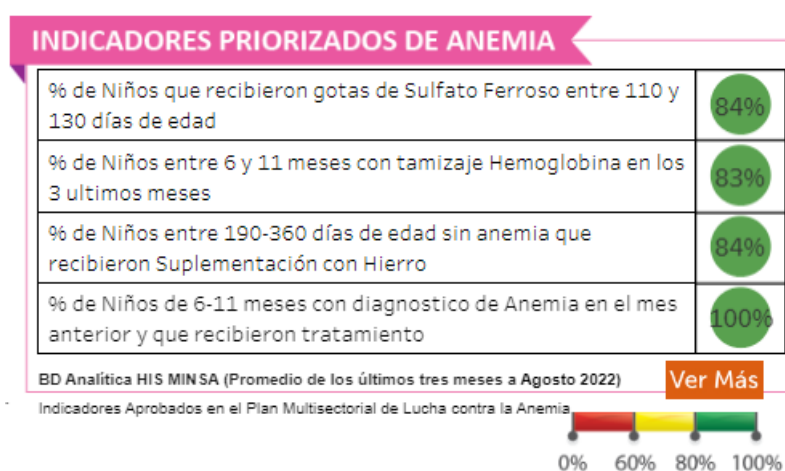 INDICADORES PRIORIZADOS DE ANEMIA
% de Niños que recibieron gotas de Sulfato Ferroso entre 110 y
130 días de edad
84%
% de Niños entre 6 y 11 meses con tamizaje Hemoglobina en los
3 ultimos meses
83%
% de Niños entre 190-360 días de edad sin anemia que
recibieron Suplementación con Hierro
84%
% de Niños de 6-11 meses con diagnostico de Anemia en el mes
anterior y que recibieron tratamiento
100%
BD Analítica HIS MINSA (Promedio de los últimos tres meses a Agosto 2022)
Ver Más
Indicadores Aprobados en el Plan Multisectorial de Lucha contra la Anemia
0% 60% 80% 100%